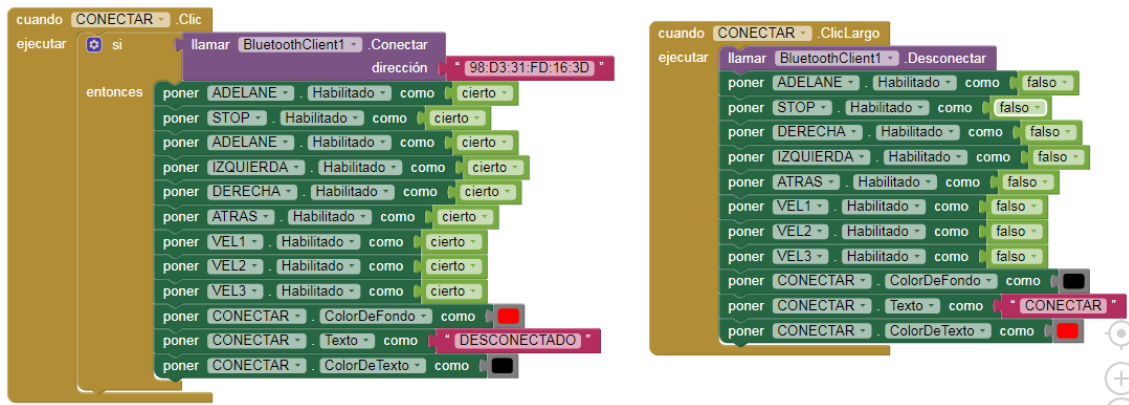 cuando CONECTAR .Clic
ejecutar si llamar BluetoothClient1 .Conectar
dirección " 98:D3:31:FD:16:3D "
entonces poner ADELANE . Habilitado como cierto
poner STOP . Habilitado como cierto
poner ADELANE . Habilitado como cierto
poner IZQUIERDA . Habilitado como cierto
poner DERECHA . Habilitado como cierto
poner ATRAS . Habilitado como cierto
poner VEL1 . Habilitado como cierto
poner VEL2 . Habilitado como cierto
poner VEL3 . Habilitado como cierto
poner CONECTAR . ColorDeFondo como
poner CONECTAR . Texto como " DESCONECTADO "
poner CONECTAR . ColorDeTexto como
cuando CONECTAR .ClicLargo
ejecutar llamar BluetoothClient1 .Desconectar
poner ADELANE . Habilitado como falso
poner STOP . Habilitado como falso
poner DERECHA . Habilitado como falso
poner IZQUIERDA . Habilitado como falso
poner ATRAS . Habilitado como falso
poner VEL1 . Habilitado como falso
poner VEL2 . Habilitado como falso
poner VEL3 . Habilitado como falso
poner CONECTAR . ColorDeFondo como
poner CONECTAR . Texto como " CONECTAR "
poner CONECTAR . ColorDeTexto como